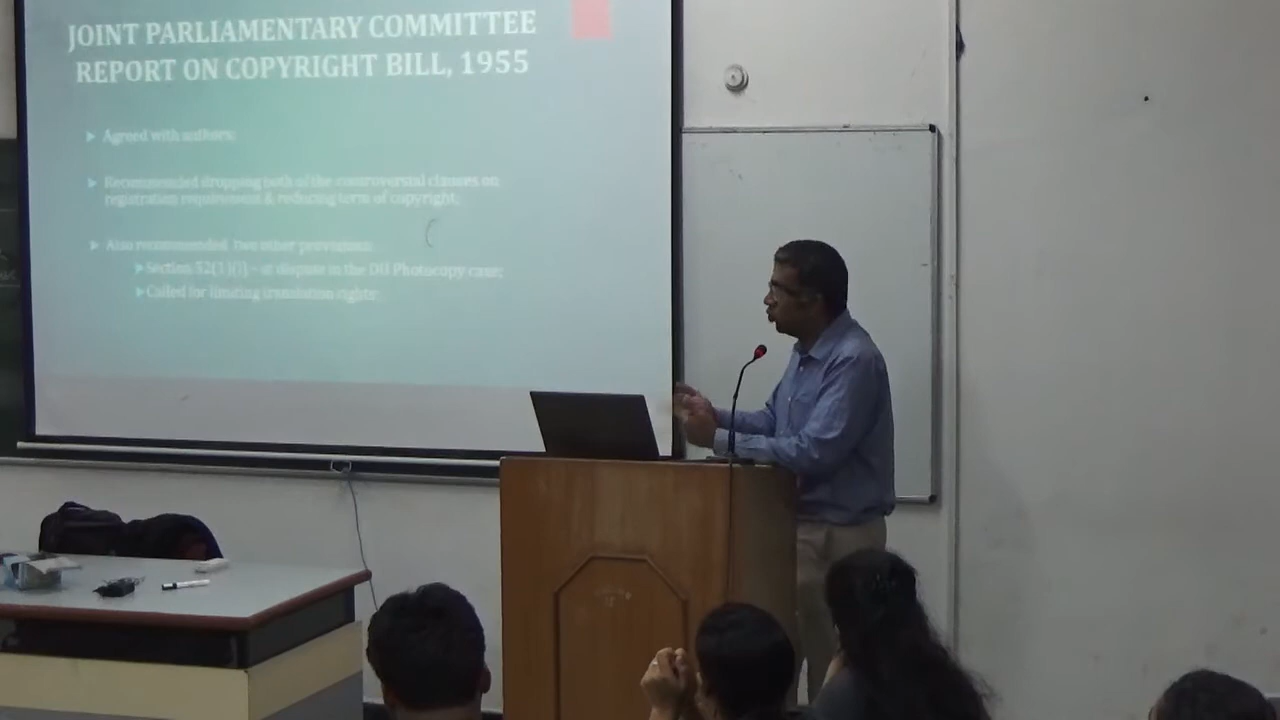 JOINT PARLIAMENTARY COMMITTEE
REPORT ON COPYRIGHT BILL, 1955
Agreed with authors;
Recommended dropping both of the controversial clauses on
registration requirement & reducing term of copyright;
Also recommended two other provisions:
Section 52(1)(i) – at dispute in the DU Photocopy case;
Called for limiting translation rights